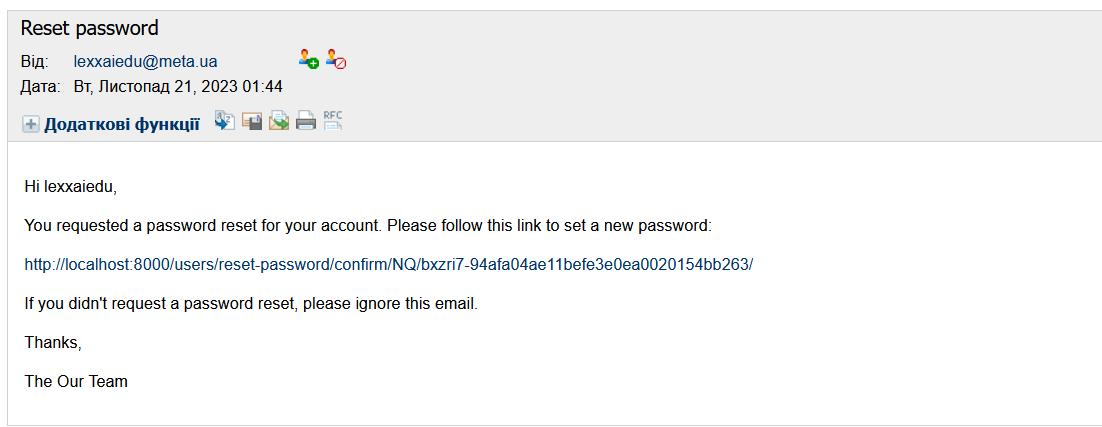 Reset password
Від: lexxaiedu@meta.ua
Дата: Вт, Листопад 21, 2023 01:44
Додаткові функції RFC
Hi lexxaiedu,
You requested a password reset for your account. Please follow this link to set a new password:
http://localhost:8000/users/reset-password/confirm/NQ/bxzri7-94afa04ae11befe3e0ea0020154bb263/
If you didn't request a password reset, please ignore this email.
Thanks,
The Our Team